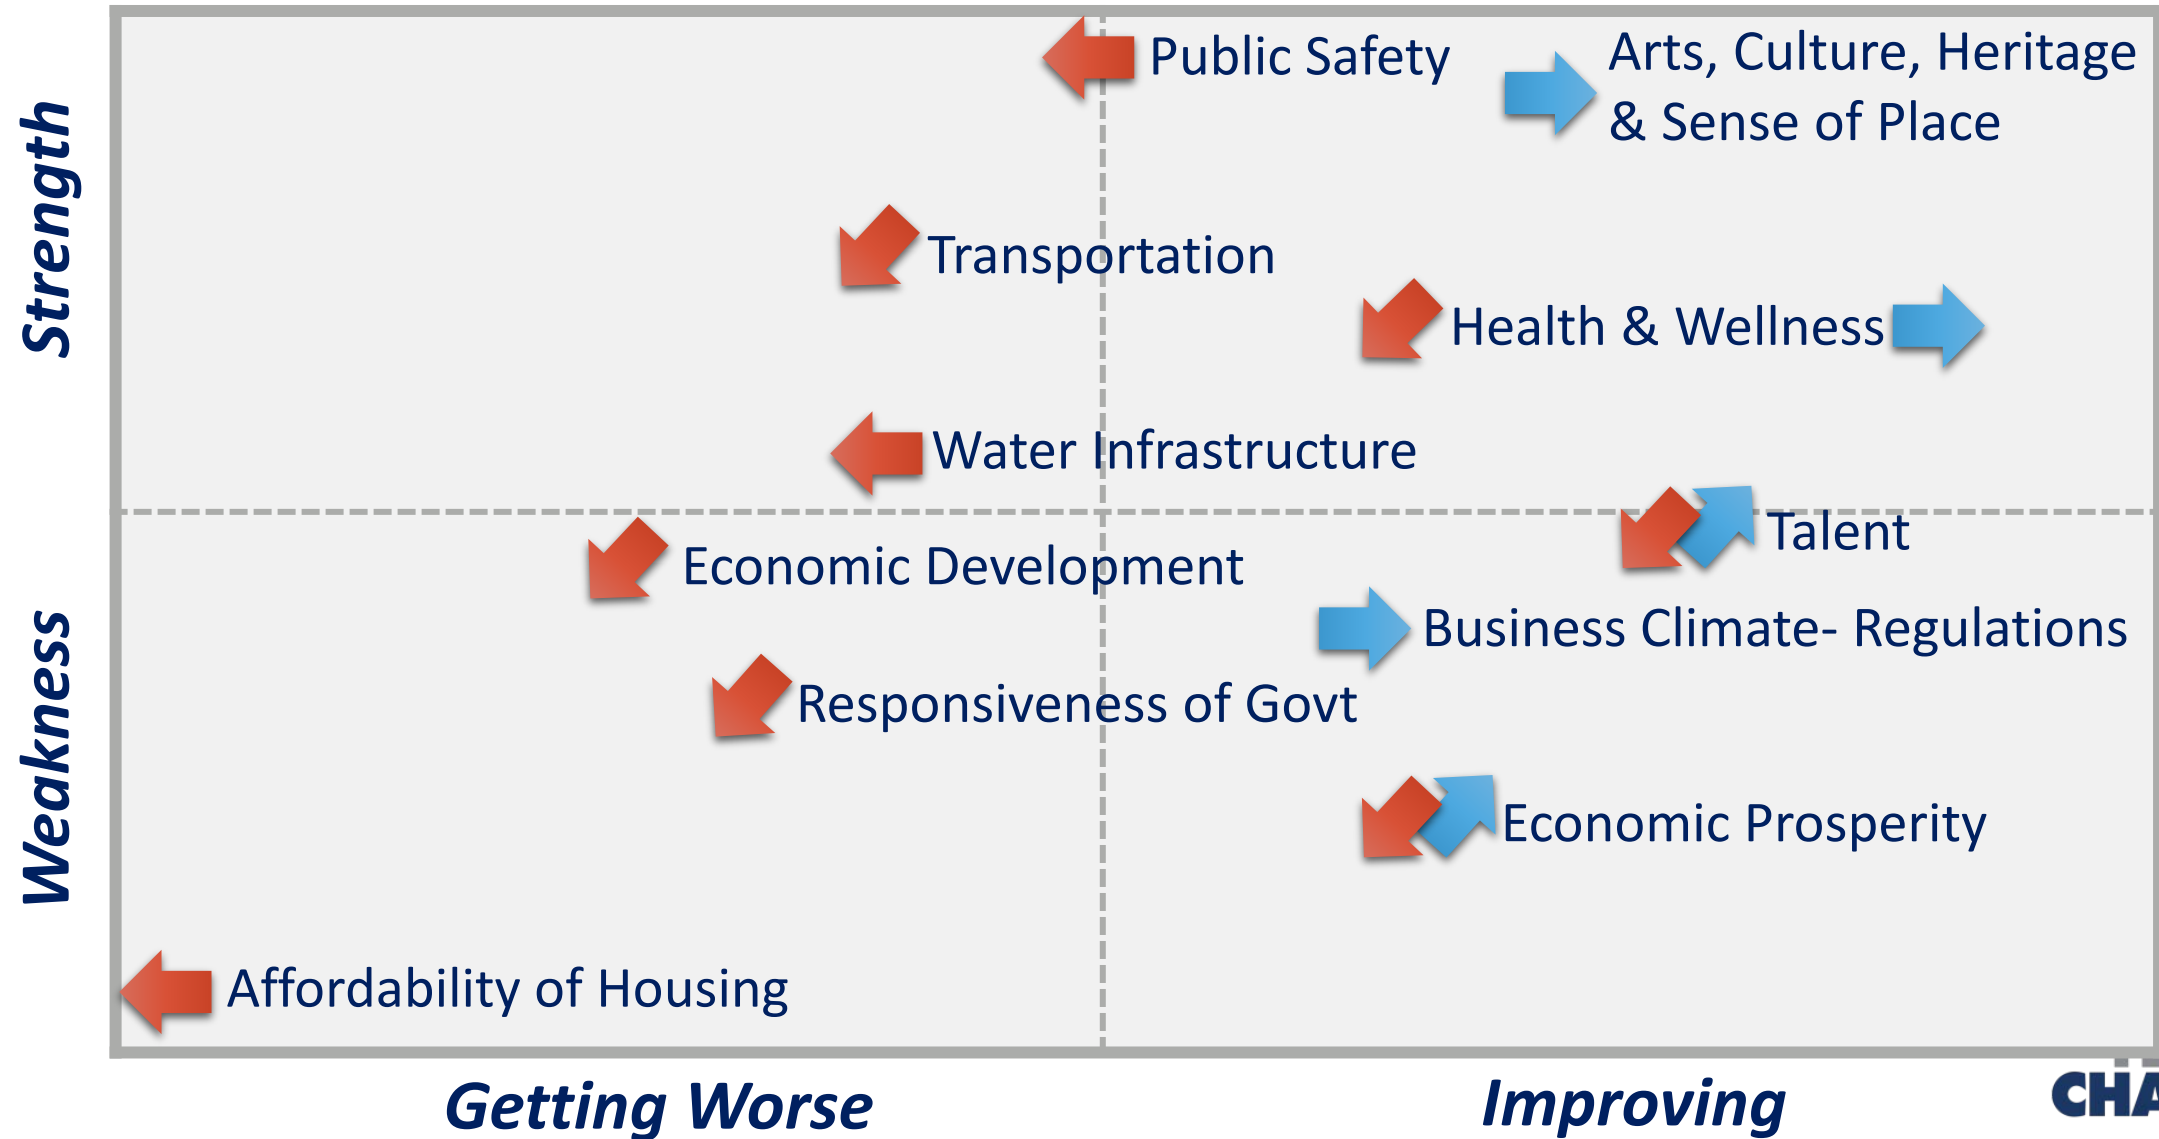 Public Safety
Arts, Culture, Heritage
& Sense of Place
Strength
Transportation
Health & Wellness
Water Infrastructure
Talent
Economic Development
Business Climate- Regulations
Weakness
Responsiveness of Govt
Economic Prosperity
Affordability of Housing
Getting Worse
Improving